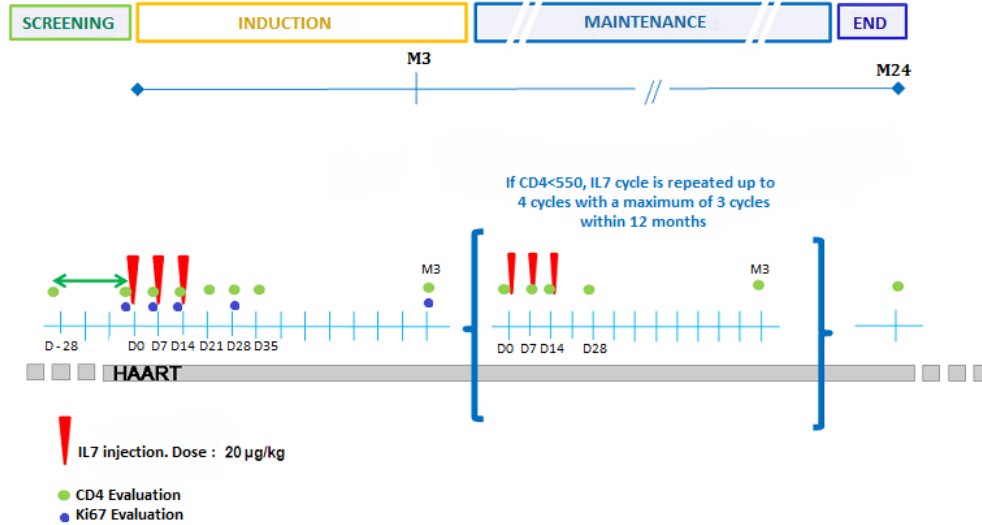 SCREENING INDUCTION MAINTENANCE END
M3
M24
If CD4<550, IL7 cycle is repeated up to
4 cycles with a maximum of 3 cycles
within 12 months
M3 M3
D - 28 D0 D7 D14 D21 D28 D35 D0 D7 D14 D28
HAART
IL7 injection. Dose : 20 µg/kg
CD4 Evaluation
Ki67 Evaluation